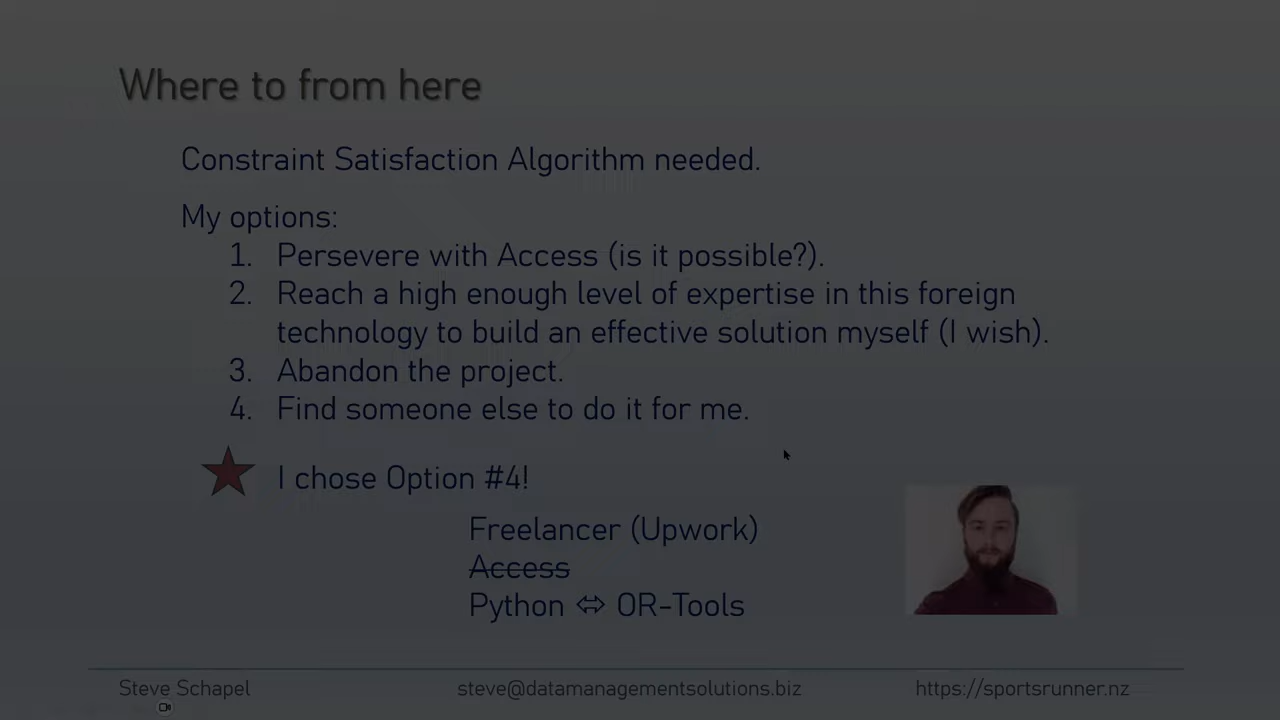 Where to from here
Constraint Satisfaction Algorithm needed.
My options:
1. Persevere with Access (is it possible?).
2. Reach a high enough level of expertise in this foreign
technology to build an effective solution myself (I wish).
3. Abandon the project.
4. Find someone else to do it for me.
I chose Option #4!
Freelancer (Upwork)
Access
Python ⇔ OR-Tools
Steve Schapel steve@datamanagementsolutions.biz https://sportsrunner.nz